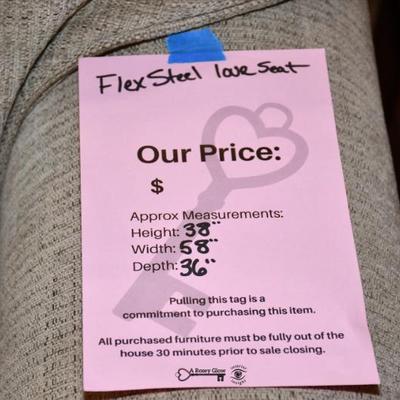 FlexSteel love Seat
Our Price:
$
Approx Measurements:
Height: 38"
Width: 58"
Depth: 36"
Pulling this tag is a
commitment to purchasing this item.
All purchased furniture must be fully out of the
house 30 minutes prior to sale closing.
A Rosey Glow